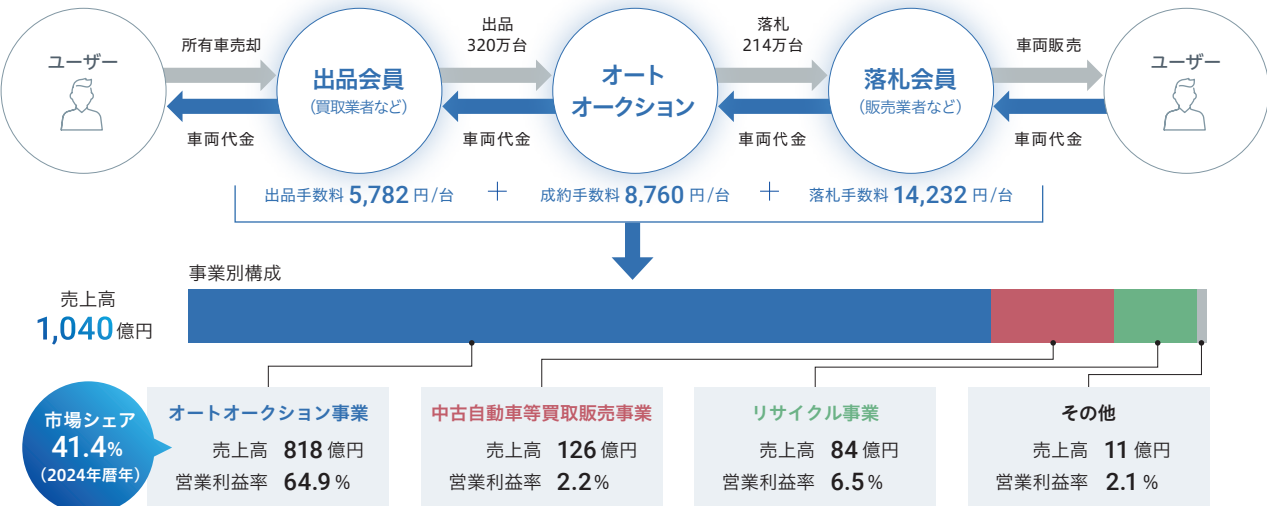 ユーザー
所有車売却
車両代金
出品会員
(買取業者など)
出品
320万台
車両代金
オート
オークション
落札
214万台
車両代金
落札会員
(販売業者など)
車両販売
車両代金
ユーザー
出品手数料 5,782 円/台 + 成約手数料 8,760 円/台 + 落札手数料 14,232 円/台
事業別構成
売上高
1,040億円
市場シェア
41.4%
(2024年暦年)
オートオークション事業
売上高 818 億円
営業利益率 64.9 %
中古自動車等買取販売事業
売上高 126 億円
営業利益率 2.2 %
リサイクル事業
売上高 84 億円
営業利益率 6.5 %
その他
売上高 11 億円
営業利益率 2.1 %